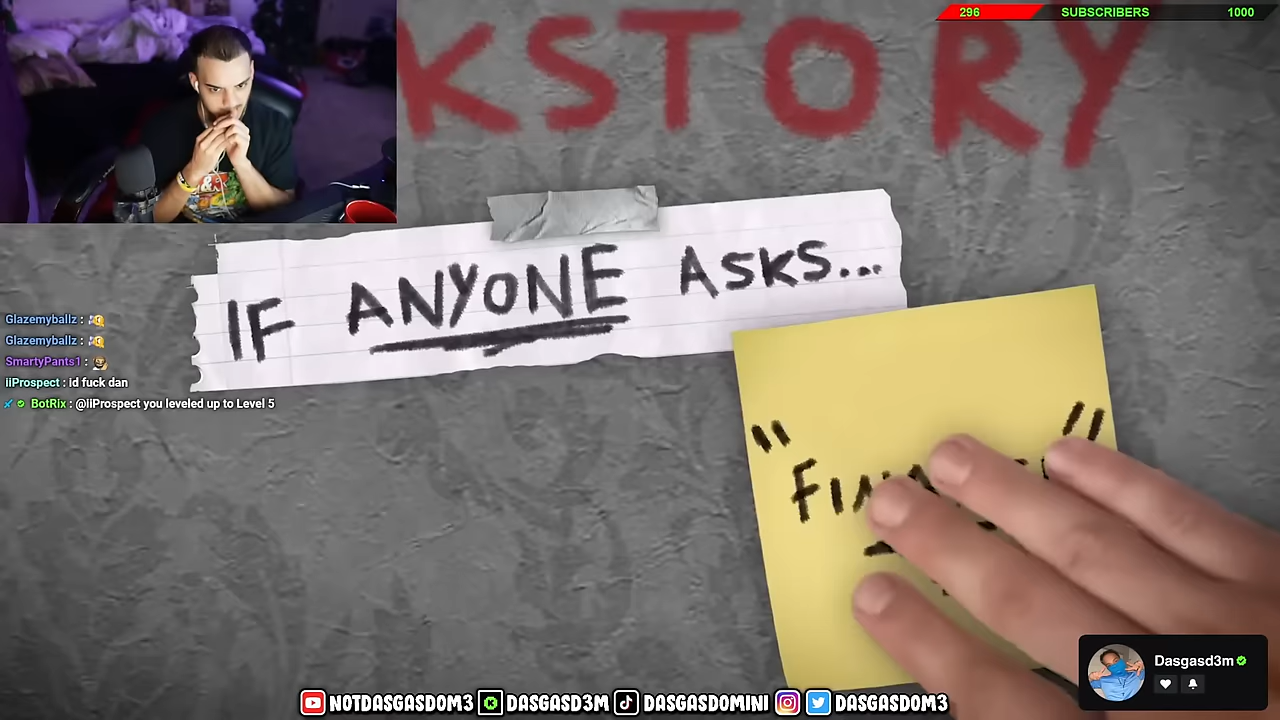 296 SUBSCRIBERS 1000
KSTORY
IF ANYONE ASKS...
Glazemyballz :
Glazemyballz :
SmartyPants1 :
iiProspect : id fuck dan
BotRix : @iiProspect you leveled up to Level 5
Dasgasd3m
NOTDASGASDOM3 DASGASD3M DASGASDOMINI DASGASDOM3